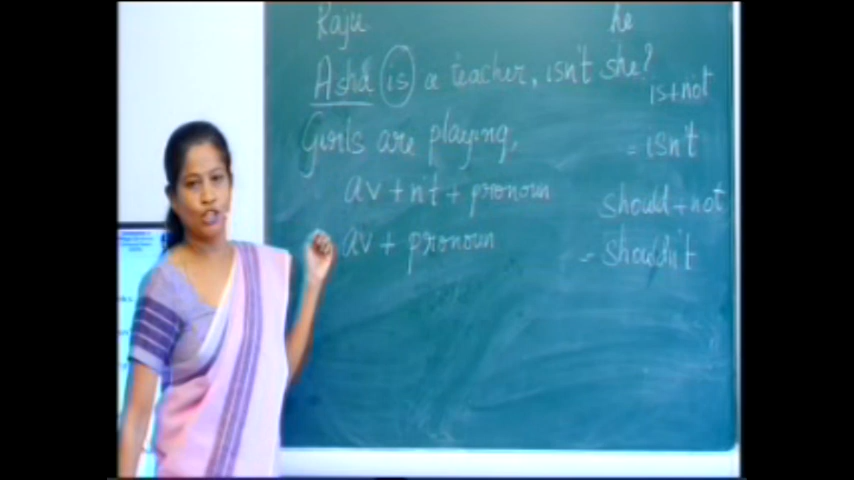 Raju he
Asha is a teacher, isn't she?
is+not
Girls are playing,
= isn't
av + n't + pronoun
should+not
av + pronoun
= shouldn't